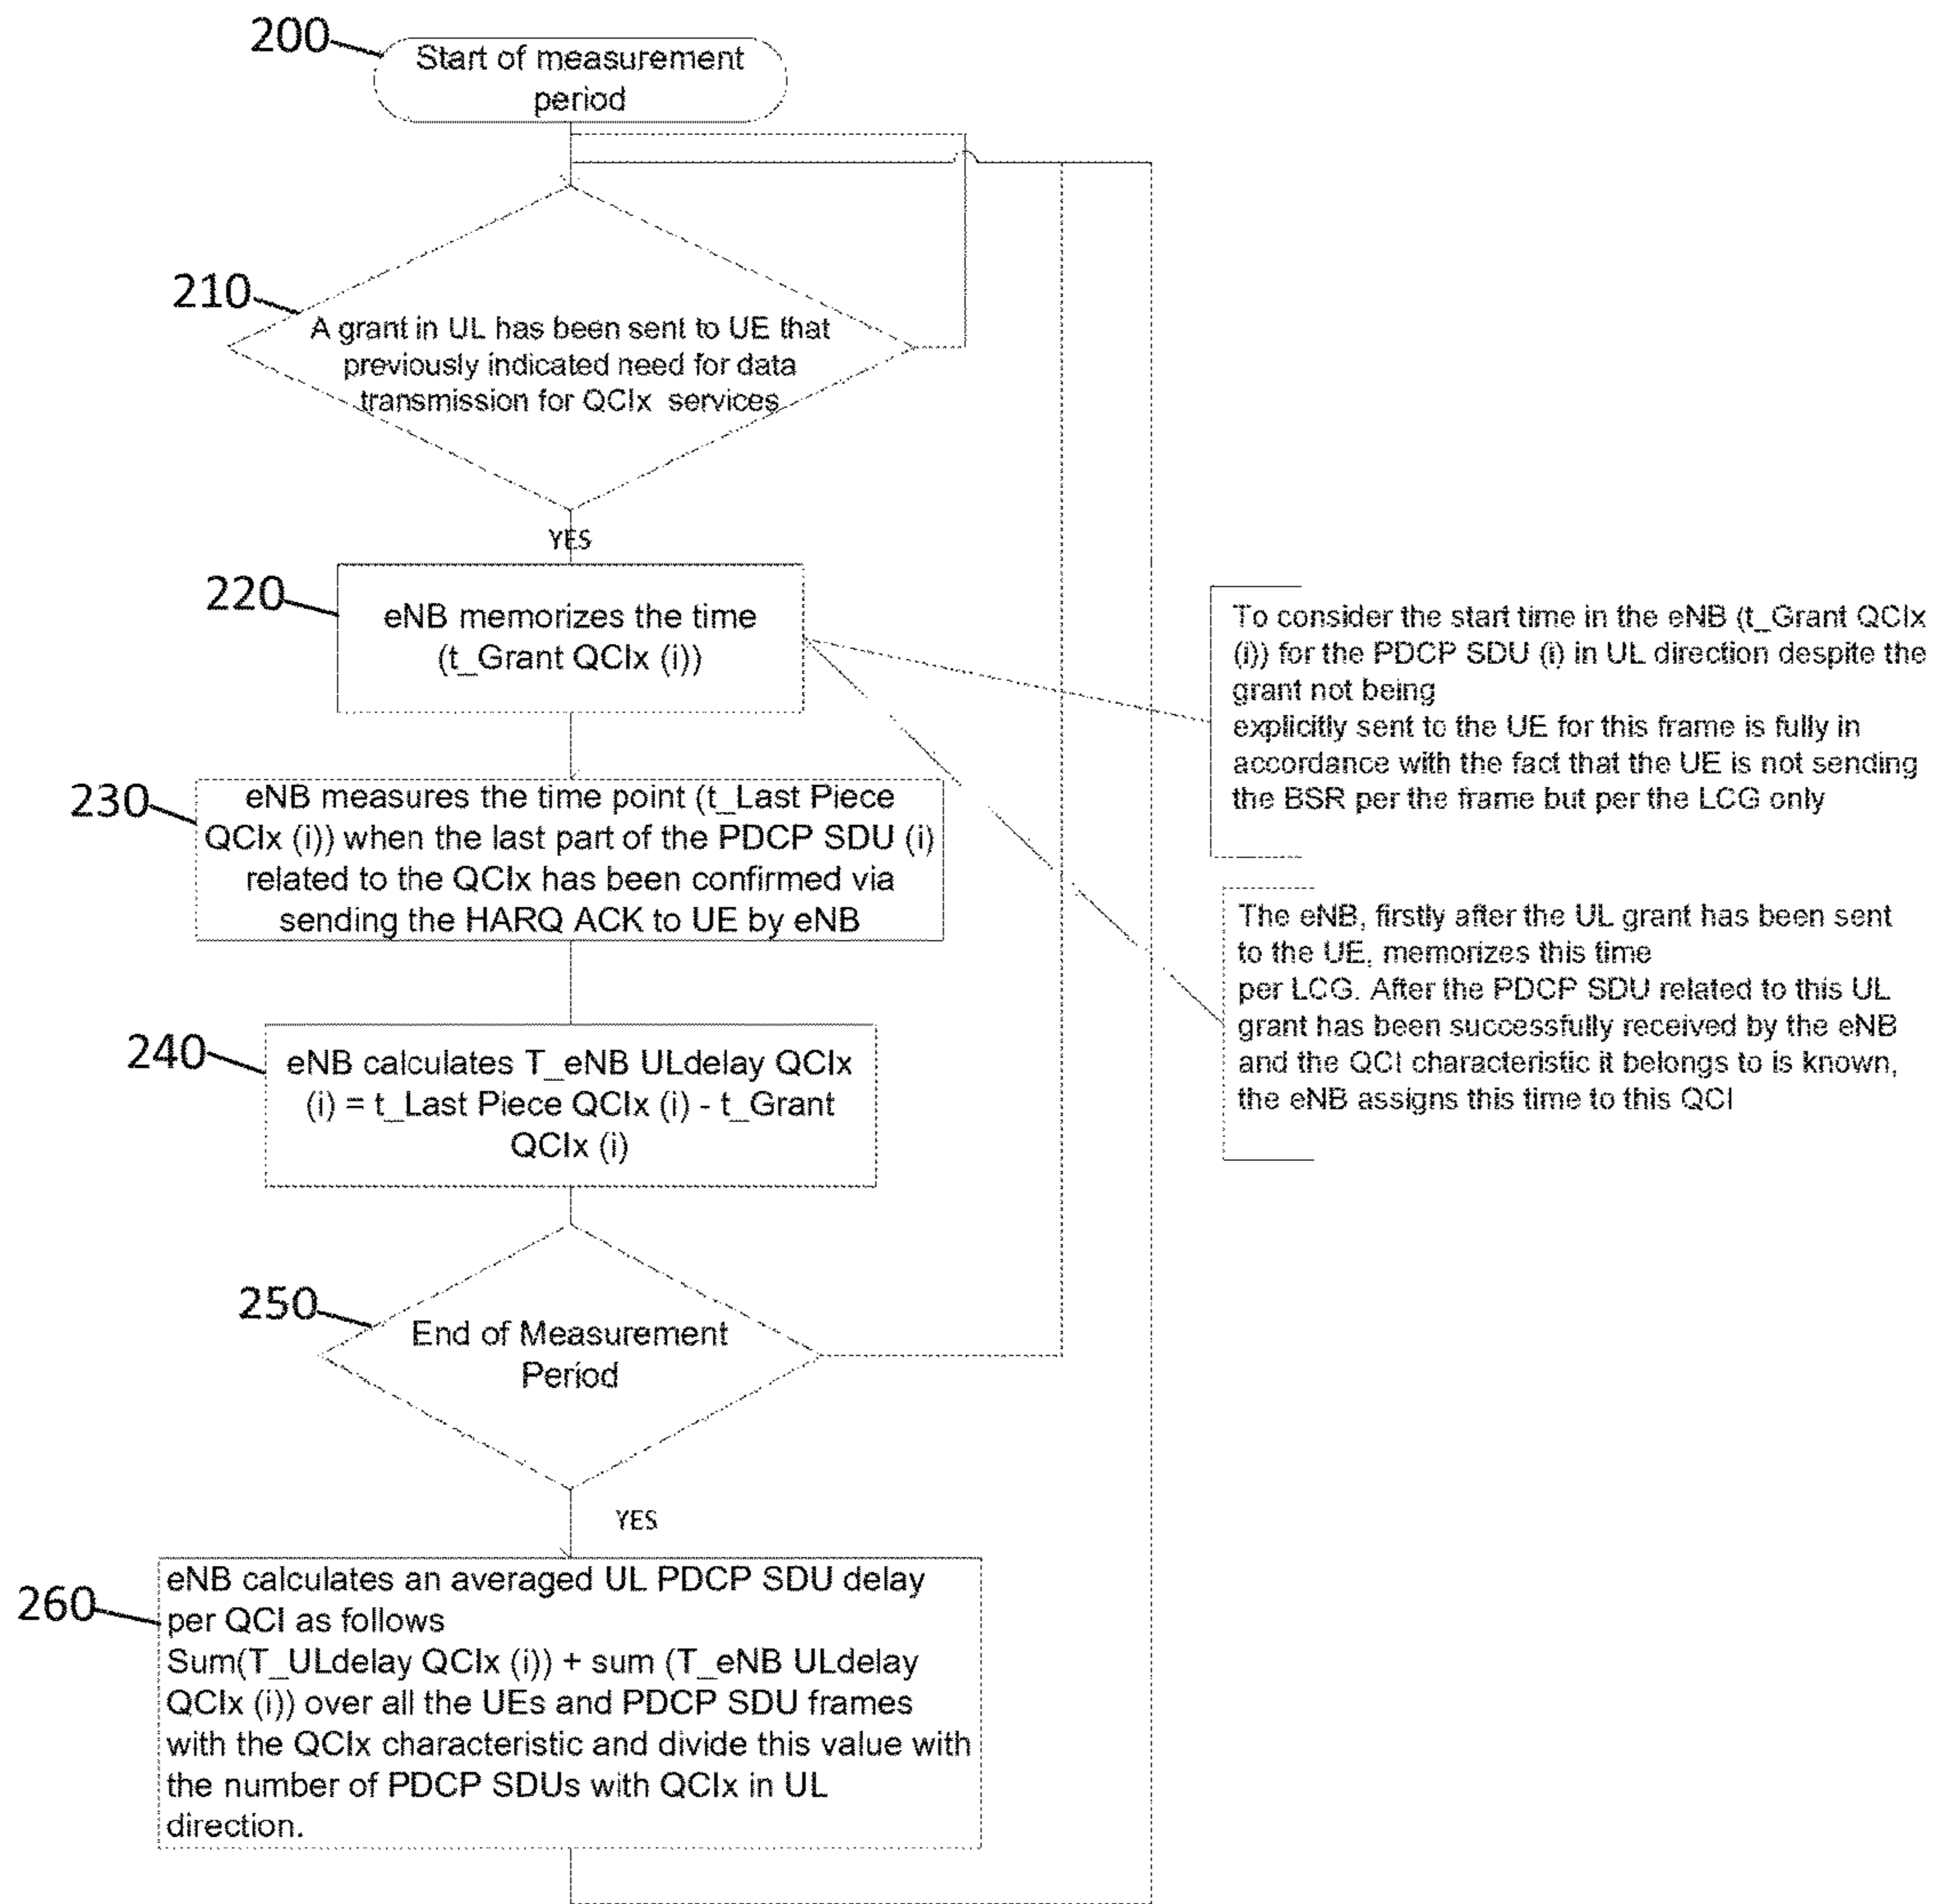 200
Start of measurement
period
210
A grant in UL has been sent to UE that
previously indicated need for data
transmission for QCIx services
YES
220
eNB memorizes the time
(t_Grant QCIx (i))
To consider the start time in the eNB (t_Grant QCIx
(i)) for the PDCP SDU (i) in UL direction despite the
grant not being
explicitly sent to the UE for this frame is fully in
accordance with the fact that the UE is not sending
the BSR per the frame but per the LCG only
230
eNB measures the time point (t_Last Piece
QCIx (i)) when the last part of the PDCP SDU (i)
related to the QCIx has been confirmed via
sending the HARQ ACK to UE by eNB
The eNB, firstly after the UL grant has been sent
to the UE, memorizes this time
per LCG. After the PDCP SDU related to this UL
grant has been successfully received by the eNB
and the QCI characteristic it belongs to is known,
the eNB assigns this time to this QCI
240
eNB calculates T_eNB ULdelay QCIx
(i) = t_Last Piece QCIx (i) - t_Grant
QCIx (i)
250
End of Measurement
Period
YES
260
eNB calculates an averaged UL PDCP SDU delay
per QCI as follows
Sum(T_ULdelay QCIx (i)) + sum (T_eNB ULdelay
QCIx (i)) over all the UEs and PDCP SDU frames
with the QCIx characteristic and divide this value with
the number of PDCP SDUs with QCIx in UL
direction.